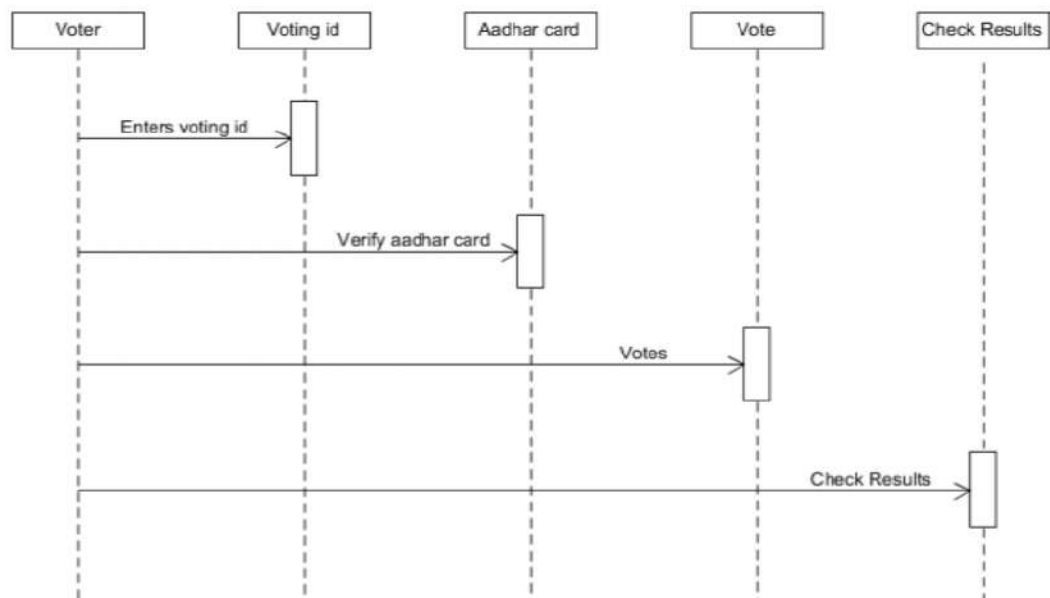 Voter
Voting id
Aadhar card
Vote
Check Results
Enters voting id
Verify aadhar card
Votes
Check Results